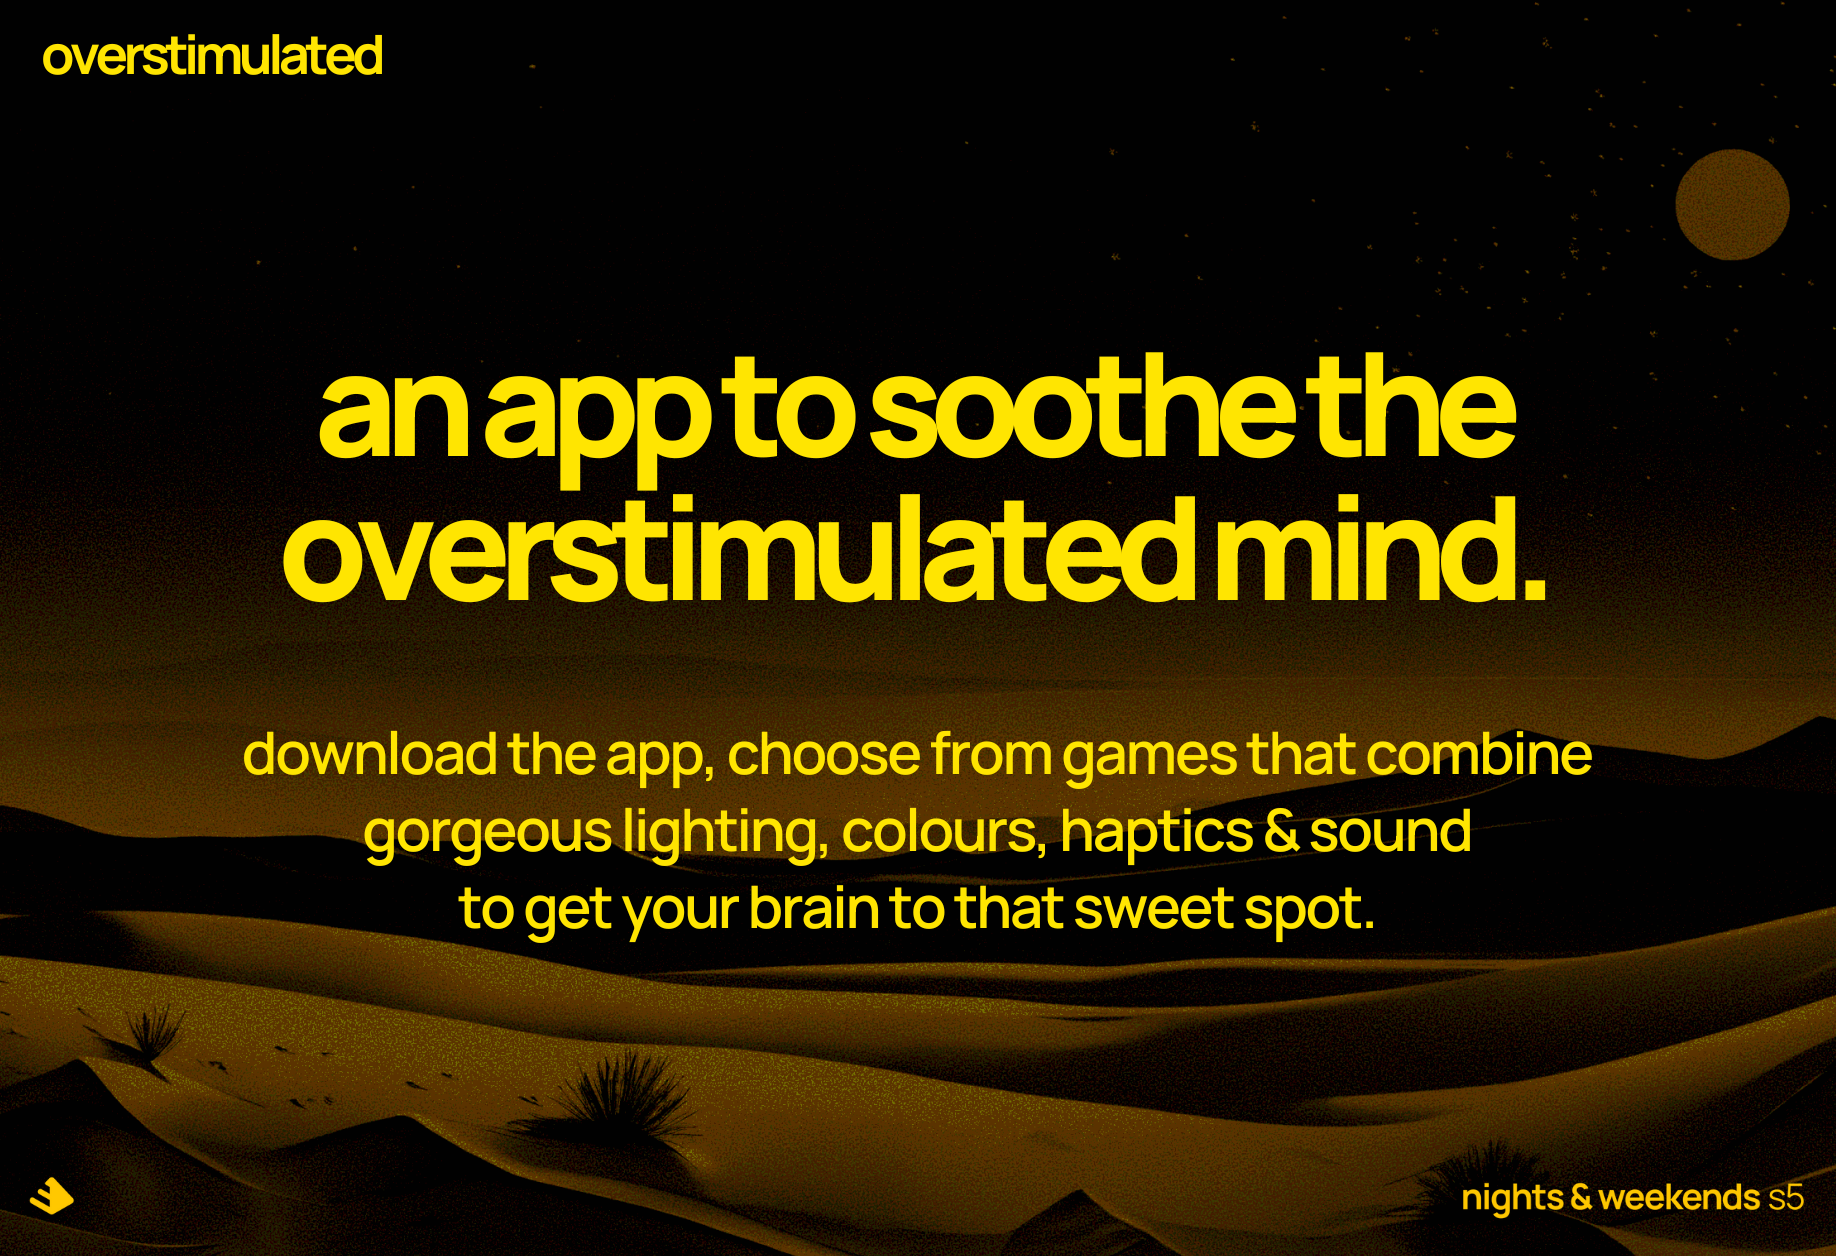 overstimulated
an app to soothe the
overstimulated mind.
download the app, choose from games that combine
gorgeous lighting, colours, haptics & sound
to get your brain to that sweet spot.
nights & weekends s5